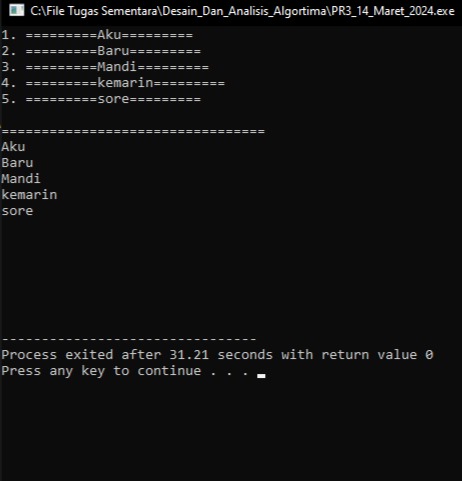 C:\File Tugas Sementara\Desain_Dan_Analisis_Algortima\PR3_14_Maret_2024.exe
1. =========Aku=========
2. =========Baru=========
3. =========Mandi=========
4. =========kemarin=========
5. =========sore=========
=================================
Aku
Baru
Mandi
kemarin
sore
--------------------------------
Process exited after 31.21 seconds with return value 0
Press any key to continue . . .